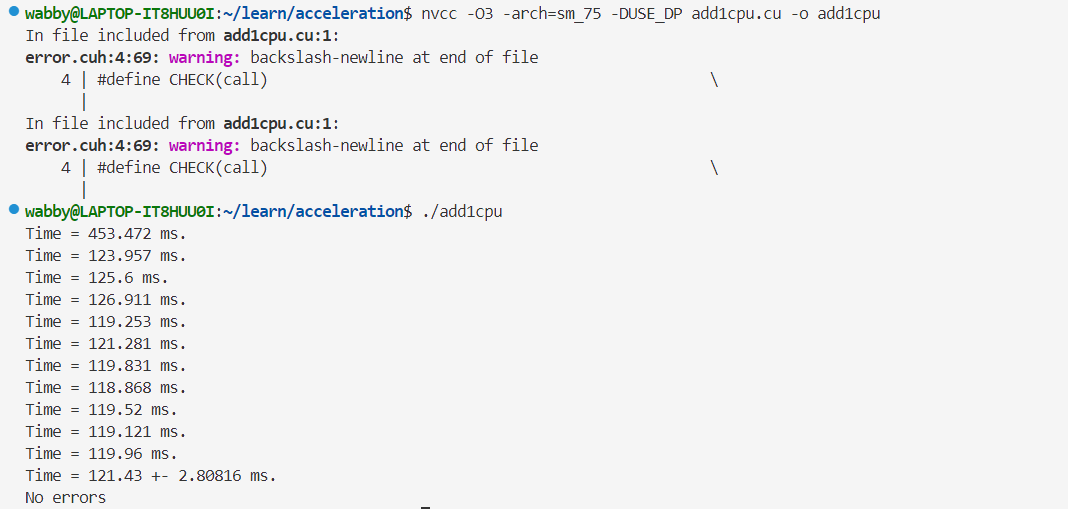 wabby@LAPTOP-IT8HUU0I:~/learn/acceleration$ nvcc -O3 -arch=sm_75 -DUSE_DP add1cpu.cu -o add1cpu
In file included from add1cpu.cu:1:
error.cuh:4:69: warning: backslash-newline at end of file
4 | #define CHECK(call) \
|
In file included from add1cpu.cu:1:
error.cuh:4:69: warning: backslash-newline at end of file
4 | #define CHECK(call) \
|
wabby@LAPTOP-IT8HUU0I:~/learn/acceleration$ ./add1cpu
Time = 453.472 ms.
Time = 123.957 ms.
Time = 125.6 ms.
Time = 126.911 ms.
Time = 119.253 ms.
Time = 121.281 ms.
Time = 119.831 ms.
Time = 118.868 ms.
Time = 119.52 ms.
Time = 119.121 ms.
Time = 119.96 ms.
Time = 121.43 +- 2.80816 ms.
No errors